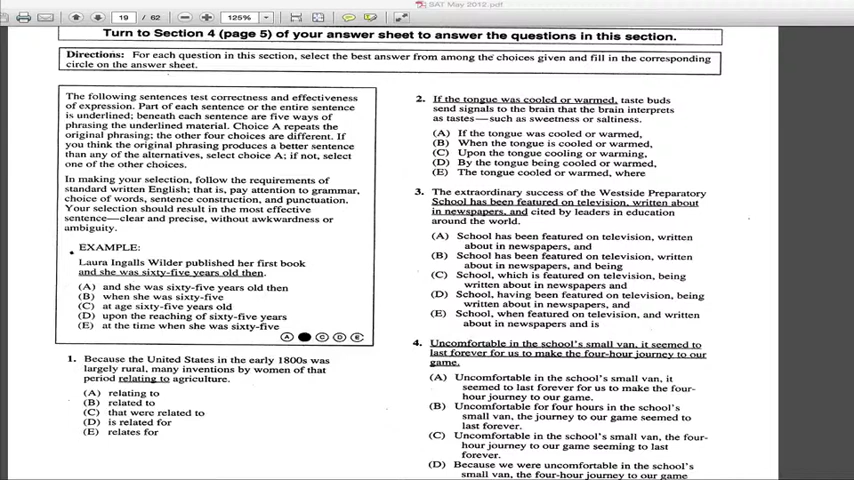 SAT May 2012.pdf
19 / 62
125%
Turn to Section 4 (page 5) of your answer sheet to answer the questions in this section.
Directions: For each question in this section, select the best answer from among the choices given and fill in the corresponding
circle on the answer sheet.
The following sentences test correctness and effectiveness
of expression. Part of each sentence or the entire sentence
is underlined; beneath each sentence are five ways of
phrasing the underlined material. Choice A repeats the
original phrasing; the other four choices are different. If
you think the original phrasing produces a better sentence
than any of the alternatives, select choice A; if not, select
one of the other choices.
In making your selection, follow the requirements of
standard written English; that is, pay attention to grammar,
choice of words, sentence construction, and punctuation.
Your selection should result in the most effective
sentence—clear and precise, without awkwardness or
ambiguity.
EXAMPLE:
Laura Ingalls Wilder published her first book
and she was sixty-five years old then.
(A) and she was sixty-five years old then
(B) when she was sixty-five
(C) at age sixty-five years old
(D) upon the reaching of sixty-five years
(E) at the time when she was sixty-five
A C D E
1. Because the United States in the early 1800s was
largely rural, many inventions by women of that
period relating to agriculture.
(A) relating to
(B) related to
(C) that were related to
(D) is related for
(E) relates for
2. If the tongue was cooled or warmed, taste buds
send signals to the brain that the brain interprets
as tastes—such as sweetness or saltiness.
(A) If the tongue was cooled or warmed,
(B) When the tongue is cooled or warmed,
(C) Upon the tongue cooling or warming,
(D) By the tongue being cooled or warmed,
(E) The tongue cooled or warmed, where
3. The extraordinary success of the Westside Preparatory
School has been featured on television, written about
in newspapers, and cited by leaders in education
around the world.
(A) School has been featured on television, written
about in newspapers, and
(B) School has been featured on television, written
about in newspapers, and being
(C) School, which is featured on television, being
written about in newspapers and
(D) School, having been featured on television, being
written about in newspapers, and
(E) School, when featured on television, and written
about in newspapers and is
4. Uncomfortable in the school's small van, it seemed to
last forever for us to make the four-hour journey to our
game.
(A) Uncomfortable in the school's small van, it
seemed to last forever for us to make the four-
hour journey to our game.
(B) Uncomfortable for four hours in the school's
small van, the journey to our game seemed to
last forever.
(C) Uncomfortable in the school's small van, the four-
hour journey to our game seeming to last
forever.
(D) Because we were uncomfortable in the school's
small van, the four-hour journey to our game